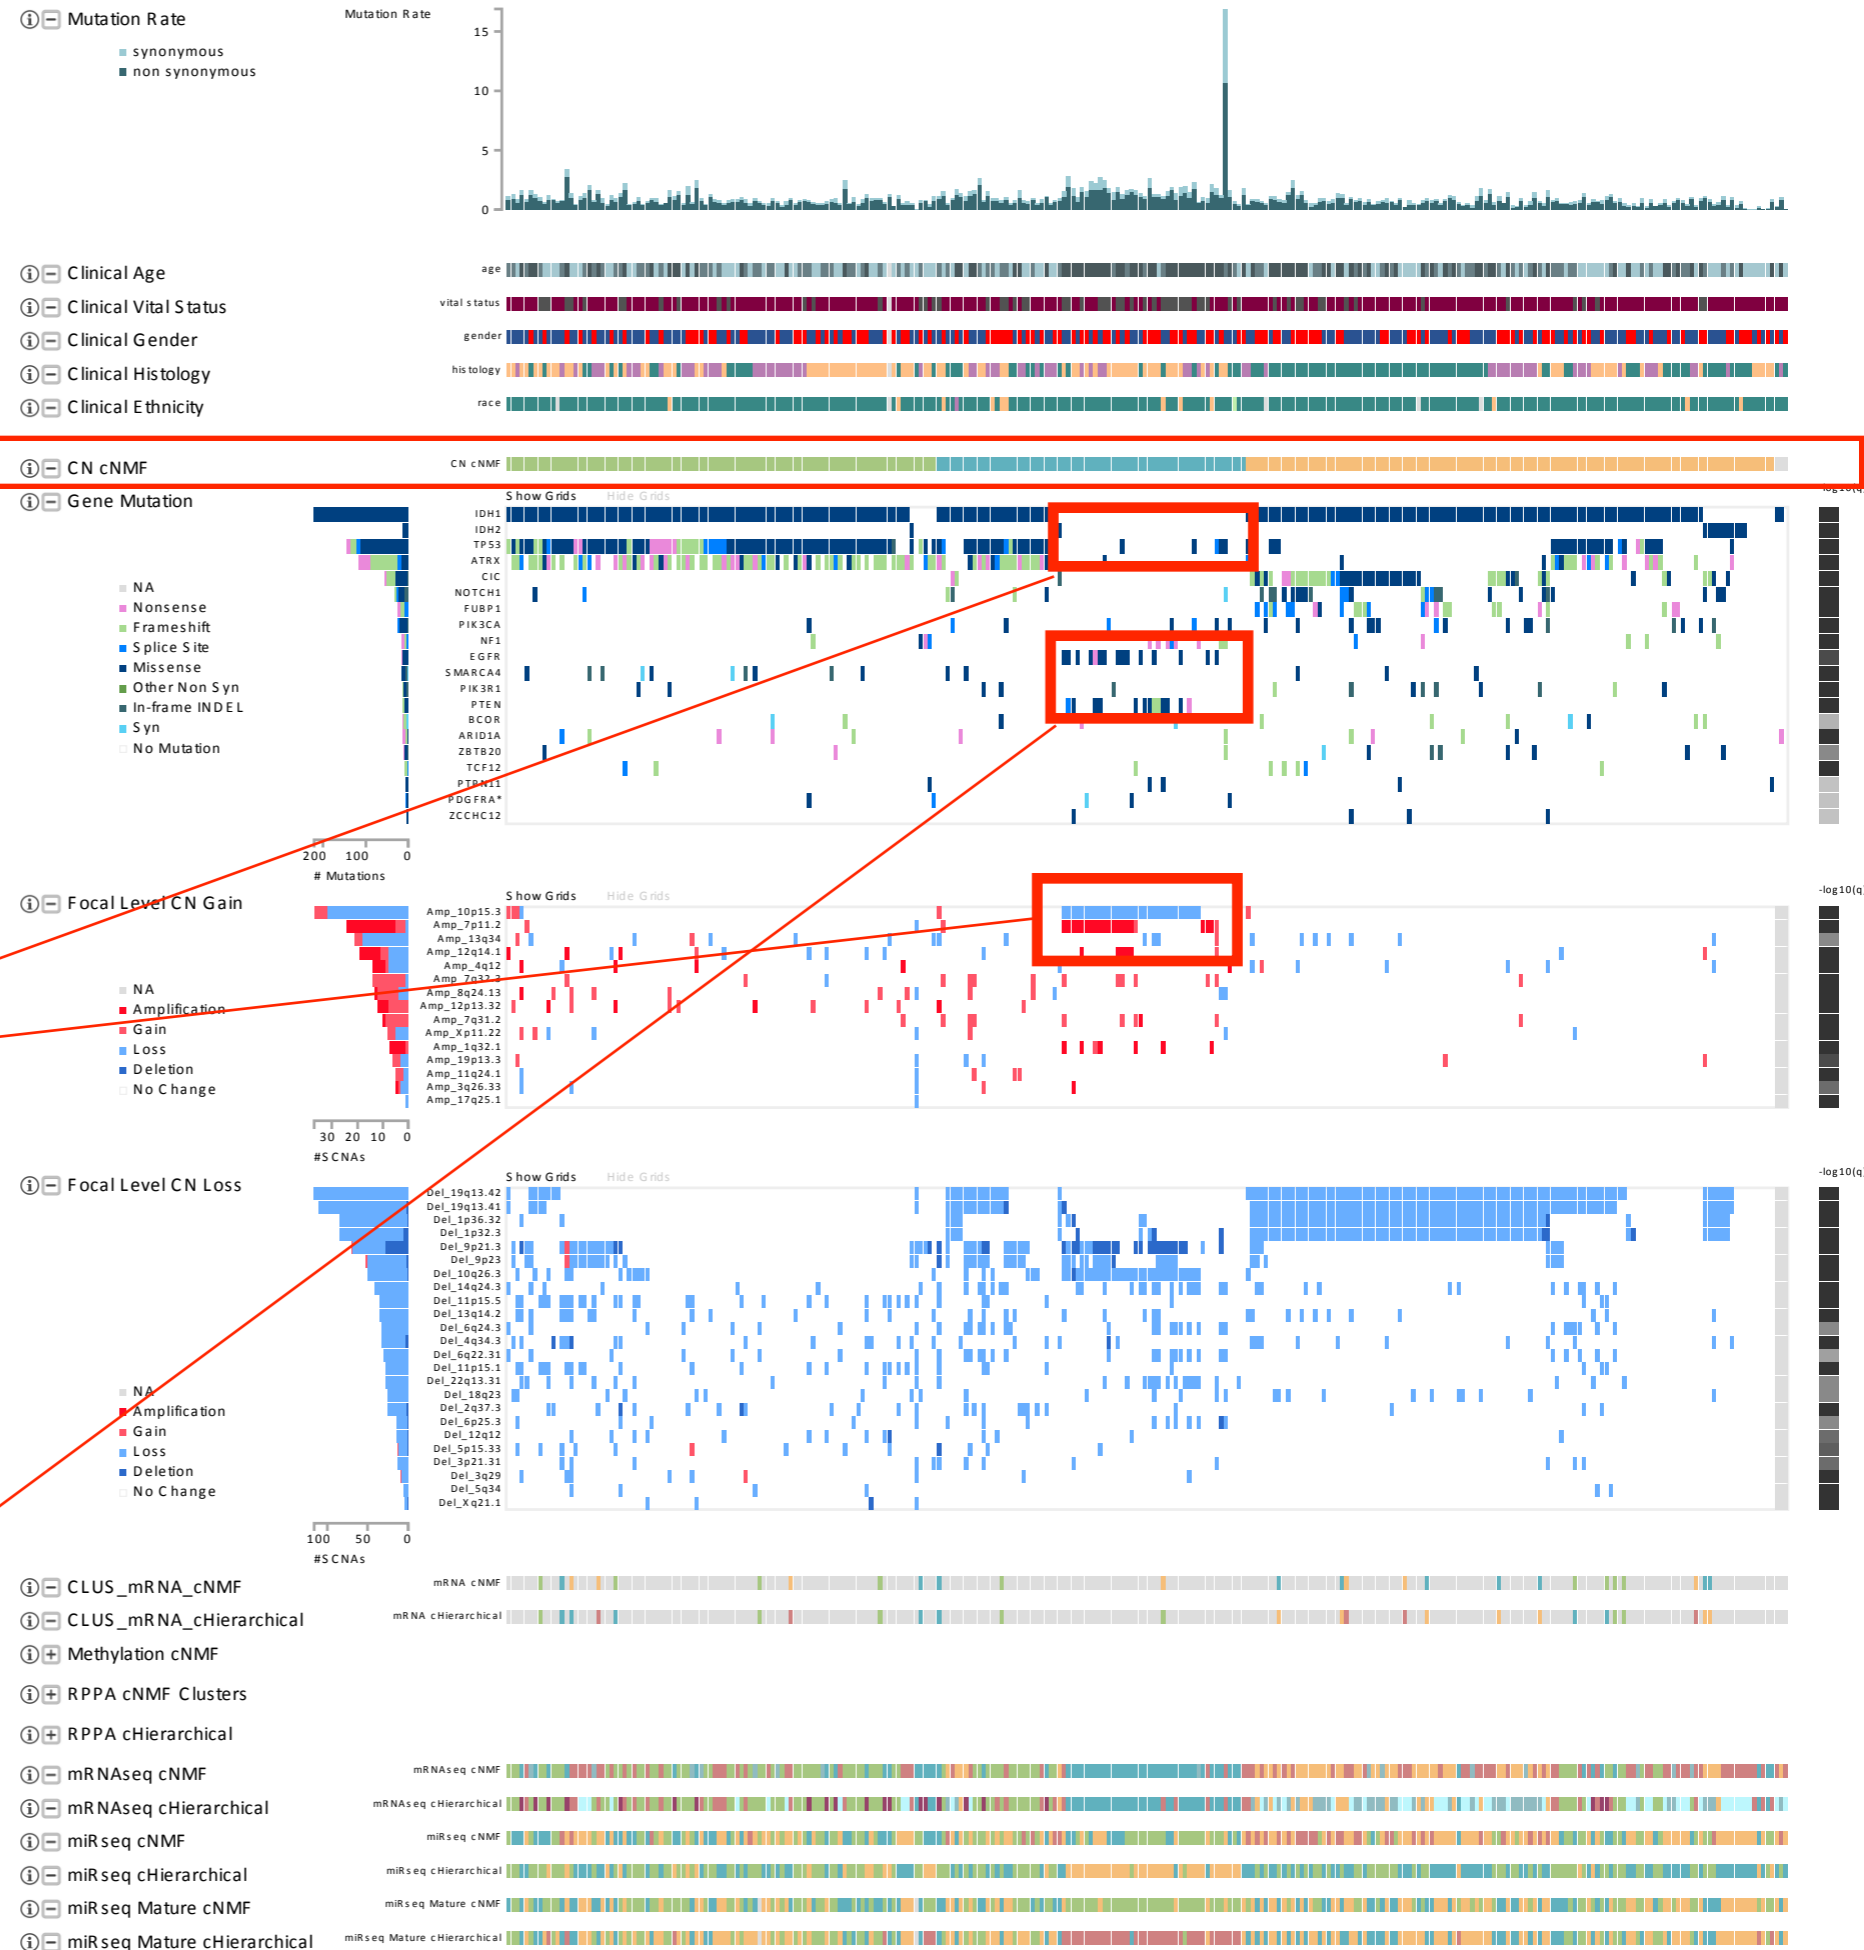 Mutation Rate
Mutation Rate
synonymous
non synonymous
15
10
5
0
Clinical Age
age
Clinical Vital Status
vital status
Clinical Gender
gender
Clinical Histology
histology
Clinical Ethnicity
race
CN cNMF
CN cNMF
Gene Mutation
Show Grids Hide Grids
IDH1
IDH2
TP53
ATRX
CIC
NOTCH1
FUBP1
PIK3CA
NF1
EGFR
SMARCA4
PIK3R1
PTEN
BCOR
ARID1A
ZBTB20
TCF12
PTPN11
PDGFRA*
ZCCHC12
NA
Nonsense
Frameshift
Splice Site
Missense
Other Non Syn
In-frame INDEL
Syn
No Mutation
200 100 0
# Mutations
Focal Level CN Gain
Show Grids Hide Grids
-log10(q)
Amp_10p15.3
Amp_7p11.2
Amp_13q34
Amp_12q14.1
Amp_4q12
Amp_7q32.3
Amp_8q24.13
Amp_12p13.32
Amp_7q31.2
Amp_Xp11.22
Amp_1q32.1
Amp_19p13.3
Amp_11q24.1
Amp_3q26.33
Amp_17q25.1
NA
Amplification
Gain
Loss
Deletion
No Change
30 20 10 0
#SCNAs
Focal Level CN Loss
Show Grids Hide Grids
-log10(q)
Del_19q13.42
Del_19q13.41
Del_1p36.32
Del_1p32.3
Del_9p21.3
Del_9p23
Del_10q26.3
Del_14q24.3
Del_11p15.5
Del_13q14.2
Del_6q24.3
Del_4q34.3
Del_6q22.31
Del_11p15.1
Del_22q13.31
Del_18q23
Del_2q37.3
Del_6p25.3
Del_12q12
Del_5p15.33
Del_3p21.31
Del_3q29
Del_5q34
Del_Xq21.1
NA
Amplification
Gain
Loss
Deletion
No Change
100 50 0
#SCNAs
CLUS_mRNA_cNMF
mRNA cNMF
CLUS_mRNA_cHierarchical
mRNA cHierarchical
Methylation cNMF
RPPA cNMF Clusters
RPPA cHierarchical
mRNAseq cNMF
mRNAseq cNMF
mRNAseq cHierarchical
mRNAseq cHierarchical
miRseq cNMF
miRseq cNMF
miRseq cHierarchical
miRseq cHierarchical
miRseq Mature cNMF
miRseq Mature cNMF
miRseq Mature cHierarchical
miRseq Mature cHierarchical